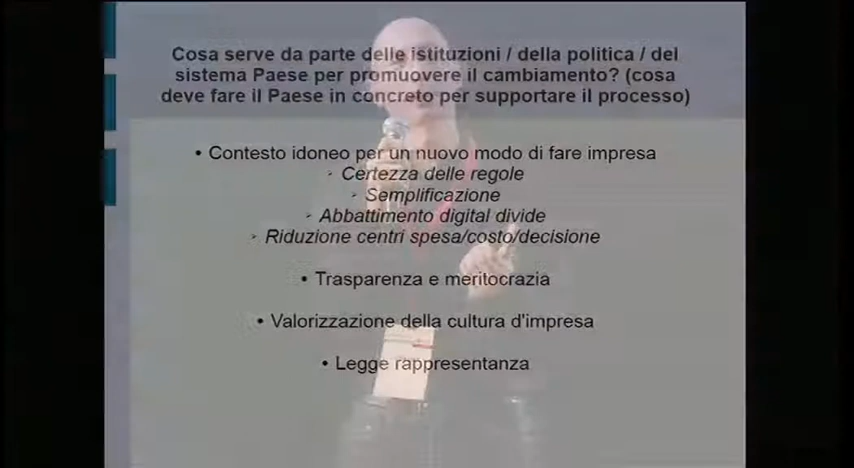 Cosa serve da parte delle istituzioni / della politica / del
sistema Paese per promuovere il cambiamento? (cosa
deve fare il Paese in concreto per supportare il processo)
• Contesto idoneo per un nuovo modo di fare impresa
➢ Certezza delle regole
➢ Semplificazione
➢ Abbattimento digital divide
➢ Riduzione centri spesa/costo/decisione
• Trasparenza e meritocrazia
• Valorizzazione della cultura d'impresa
• Legge rappresentanza